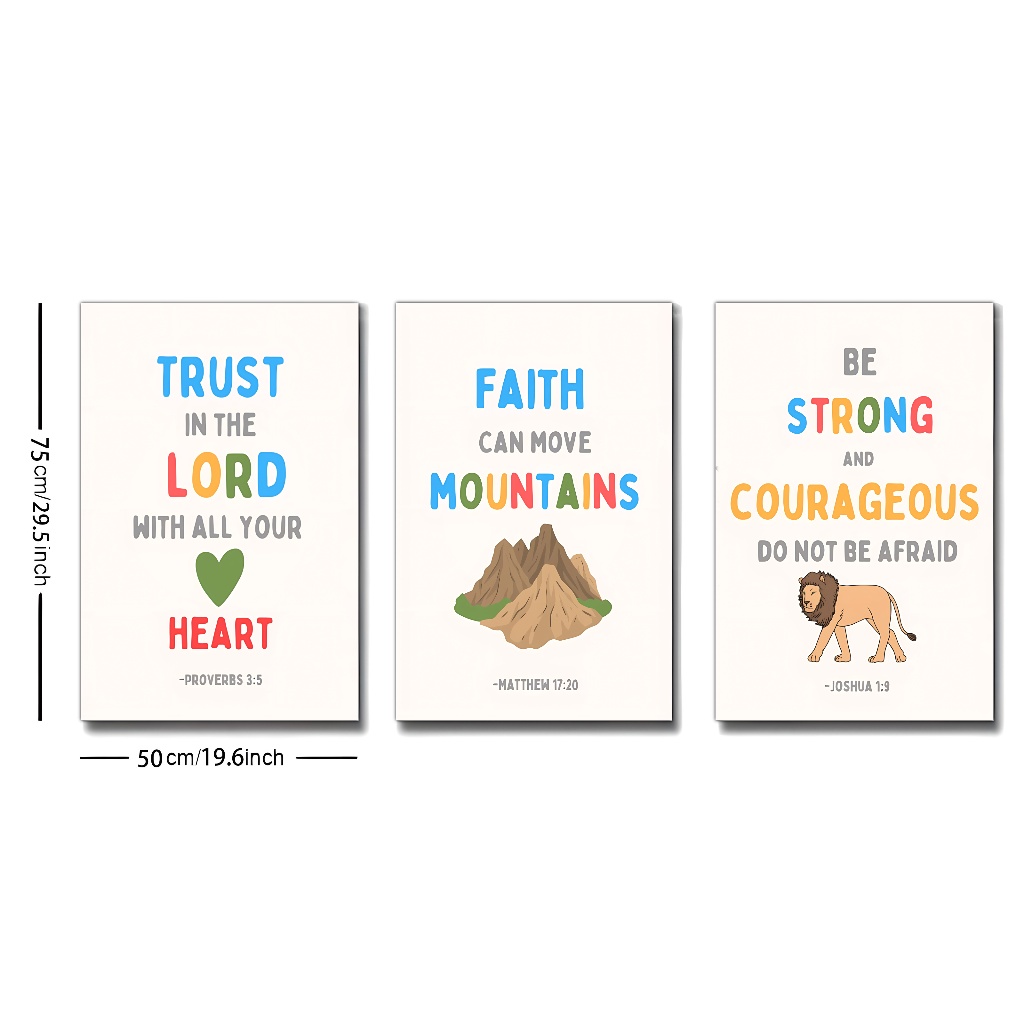 TRUST
IN THE
LORD
WITH ALL YOUR
HEART
-PROVERBS 3:5
FAITH
CAN MOVE
MOUNTAINS
-MATTHEW 17:20
BE
STRONG
AND
COURAGEOUS
DO NOT BE AFRAID
-JOSHUA 1:9
75cm/29.5inch
50cm/19.6inch